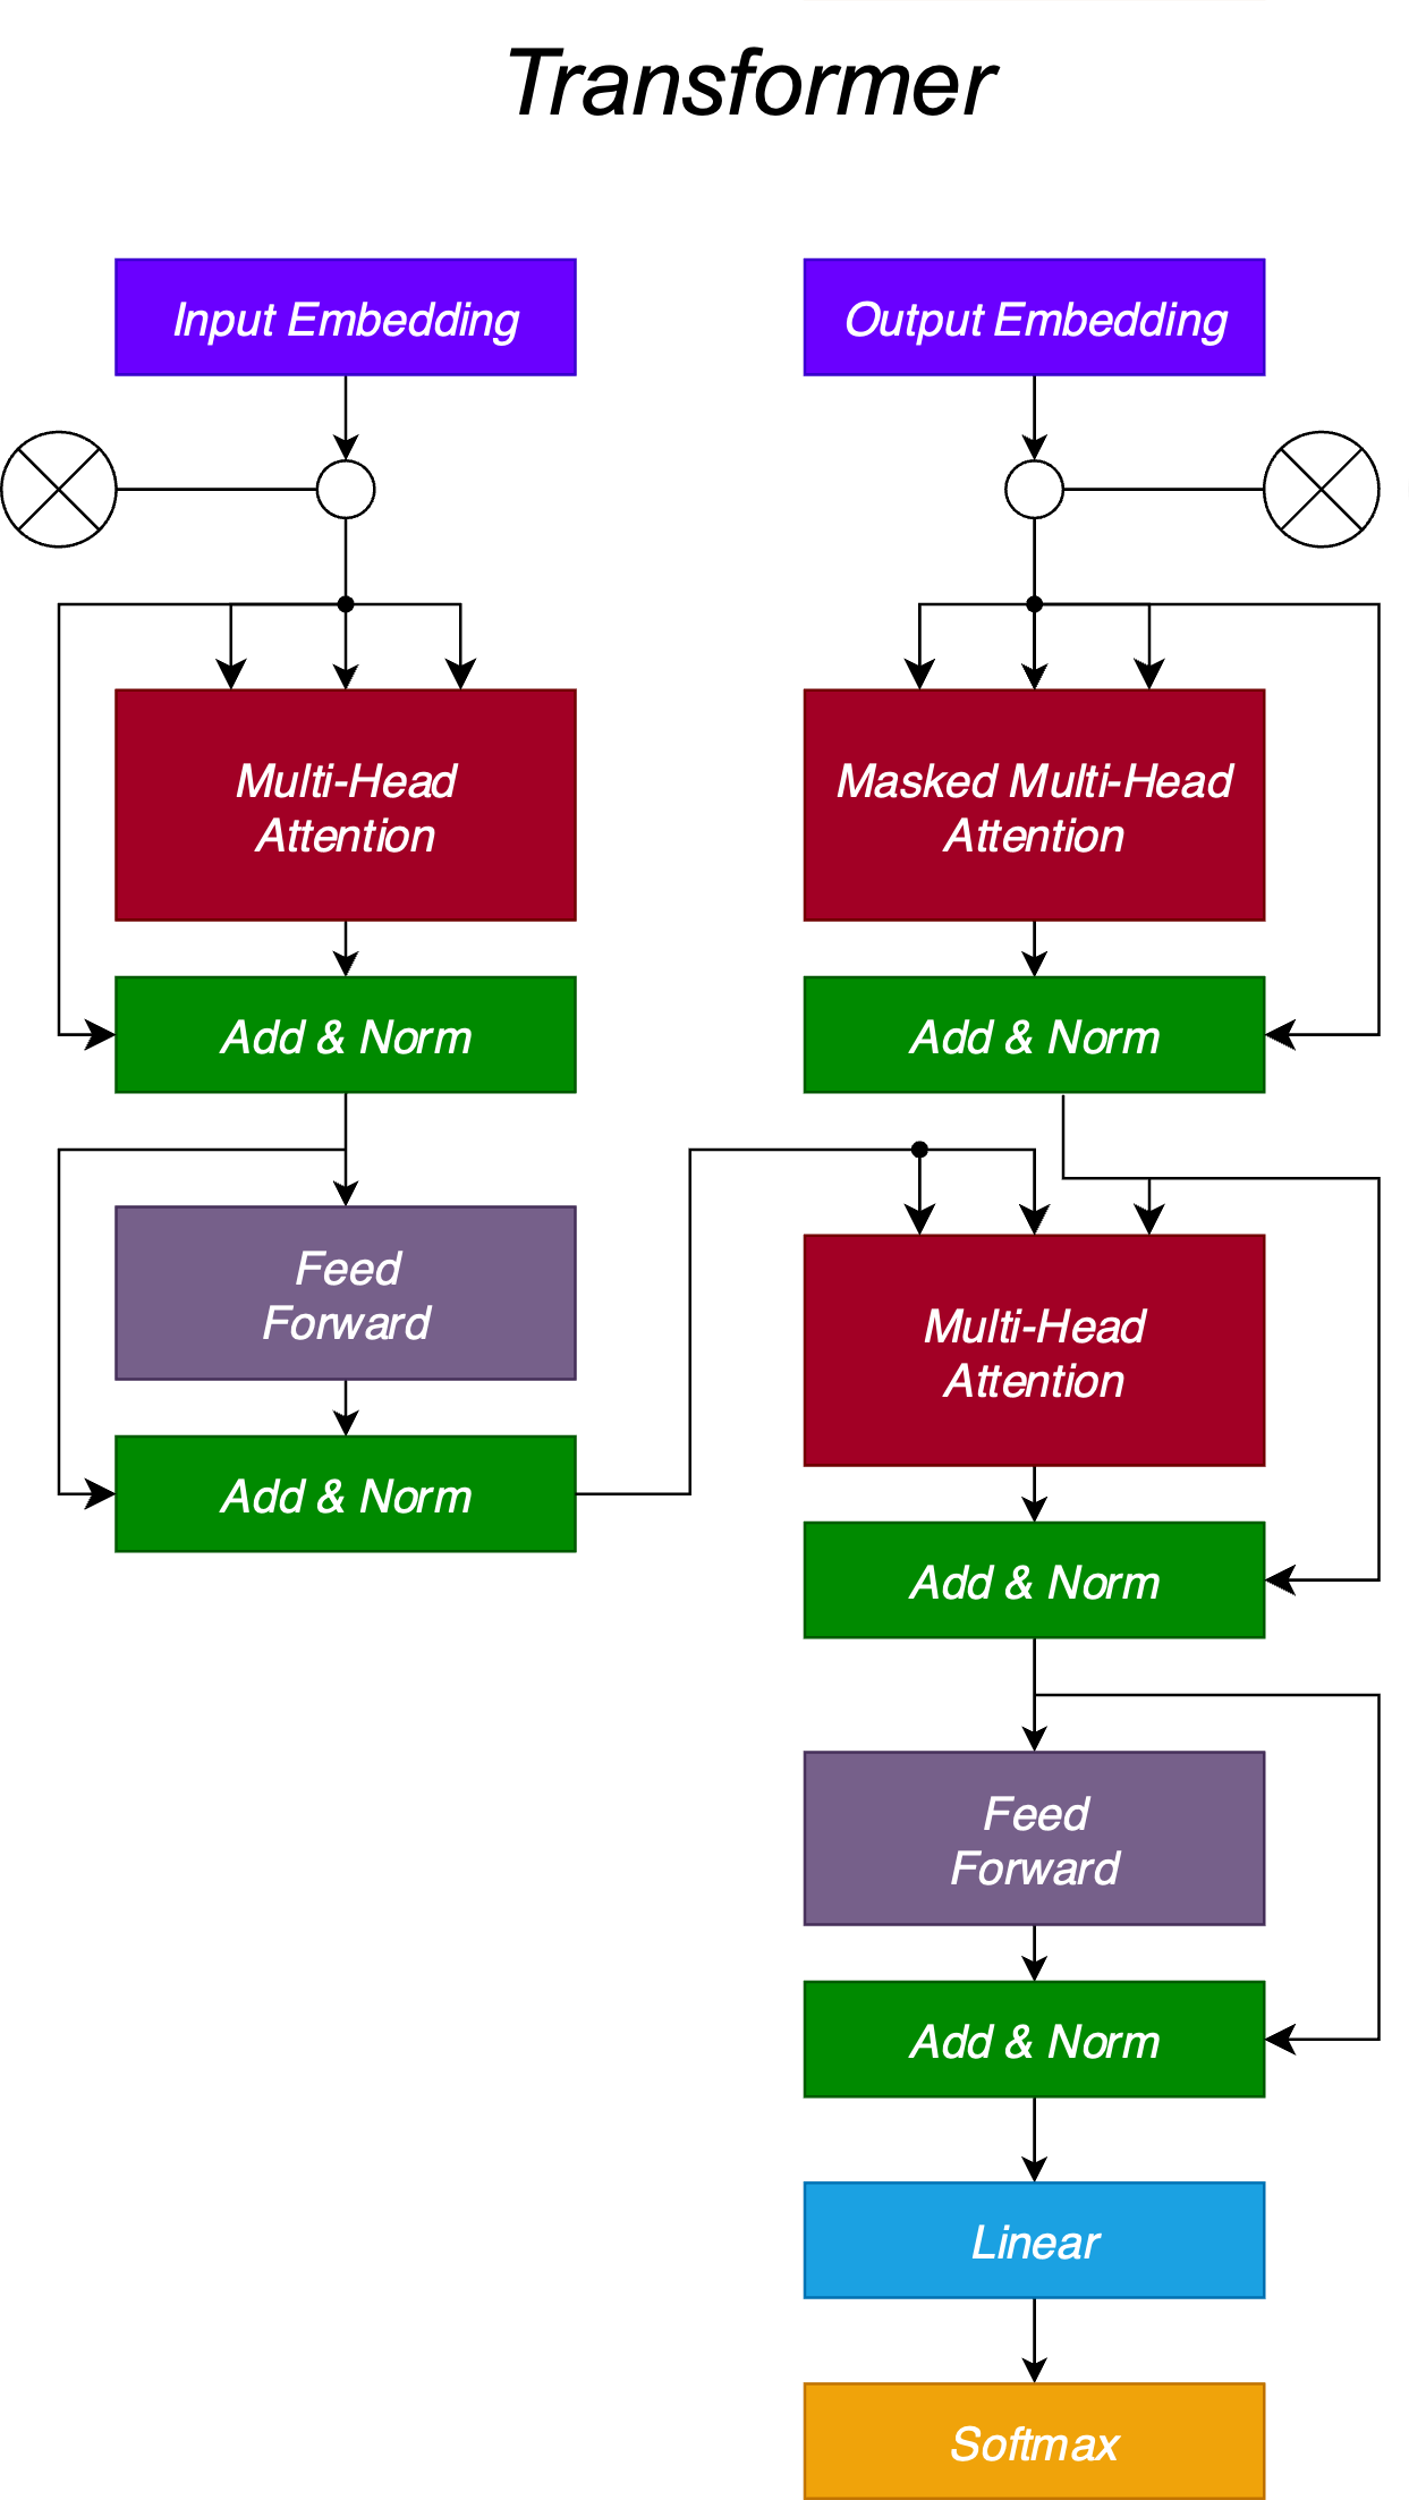 Transformer
Input Embedding
Multi-Head
Attention
Add & Norm
Feed
Forward
Add & Norm
Output Embedding
Masked Multi-Head
Attention
Add & Norm
Multi-Head
Attention
Add & Norm
Feed
Forward
Add & Norm
Linear
Softmax